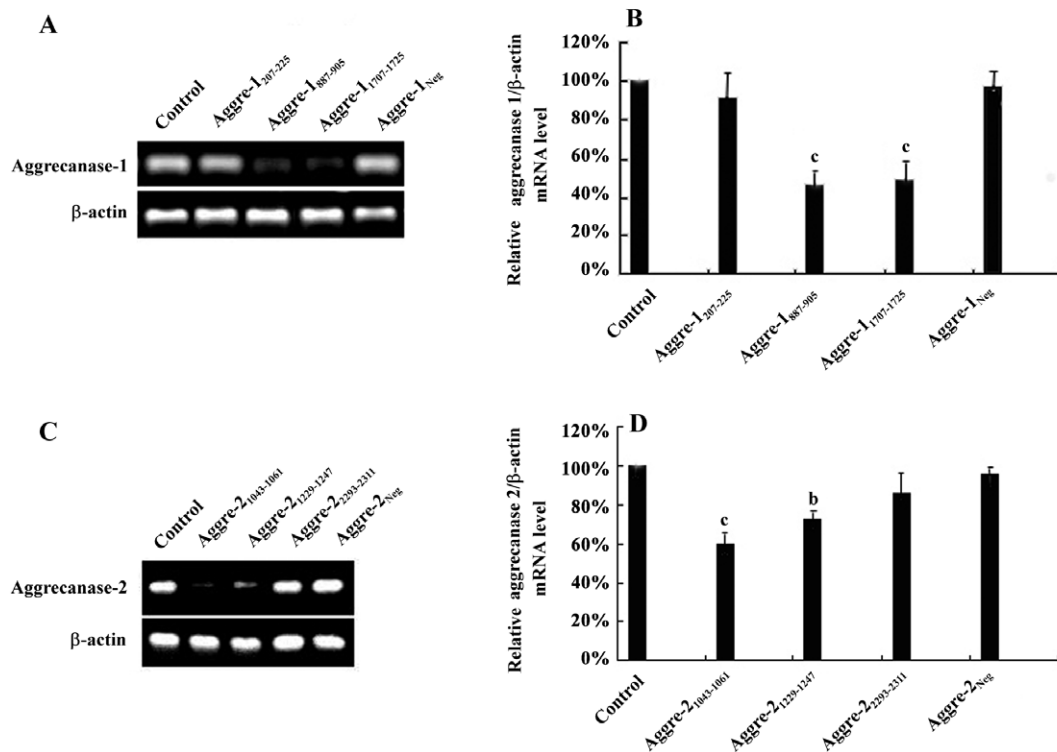 A
Control
Aggre-1207-225
Aggre-1887-905
Aggre-11707-1725
Aggre-1Neg
Aggrecanase-1
β-actin
B
Relative aggrecanase 1/β-actin
mRNA level
120%
100%
80%
60%
40%
20%
0%
c
c
Control
Aggre-1207-225
Aggre-1887-905
Aggre-11707-1725
Aggre-1Neg
C
Control
Aggre-21043-1061
Aggre-21229-1247
Aggre-22293-2311
Aggre-2Neg
Aggrecanase-2
β-actin
D
Relative aggrecanase 2/β-actin
mRNA level
120%
100%
80%
60%
40%
20%
0%
c
b
Control
Aggre-21043-1061
Aggre-21229-1247
Aggre-22293-2311
Aggre-2Neg